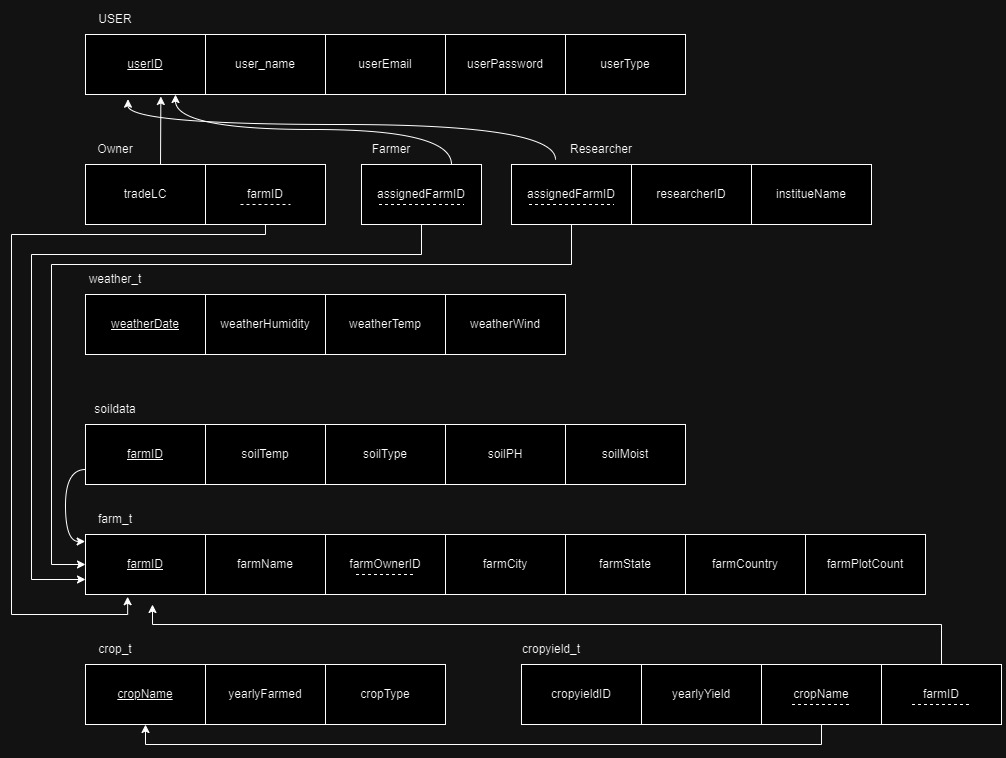 USER
userID user_name userEmail userPassword userType
Owner Farmer Researcher
tradeLC farmID assignedFarmID assignedFarmID researcherID institueName
weather_t
weatherDate weatherHumidity weatherTemp weatherWind
soildata
farmID soilTemp soilType soilPH soilMoist
farm_t
farmID farmName farmOwnerID farmCity farmState farmCountry farmPlotCount
crop_t cropyield_t
cropName yearlyFarmed cropType cropyieldID yearlyYield cropName farmID